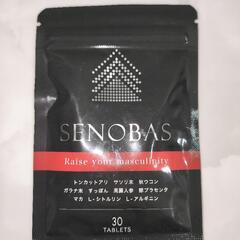 SENOBAS
Raise your masculinity
トンカットアリ サソリ末 秋ウコン
ガラナ末 すっぽん 高麗人参 豚プラセンタ
マカ L-シトルリン L-アルギニン
30
TABLETS